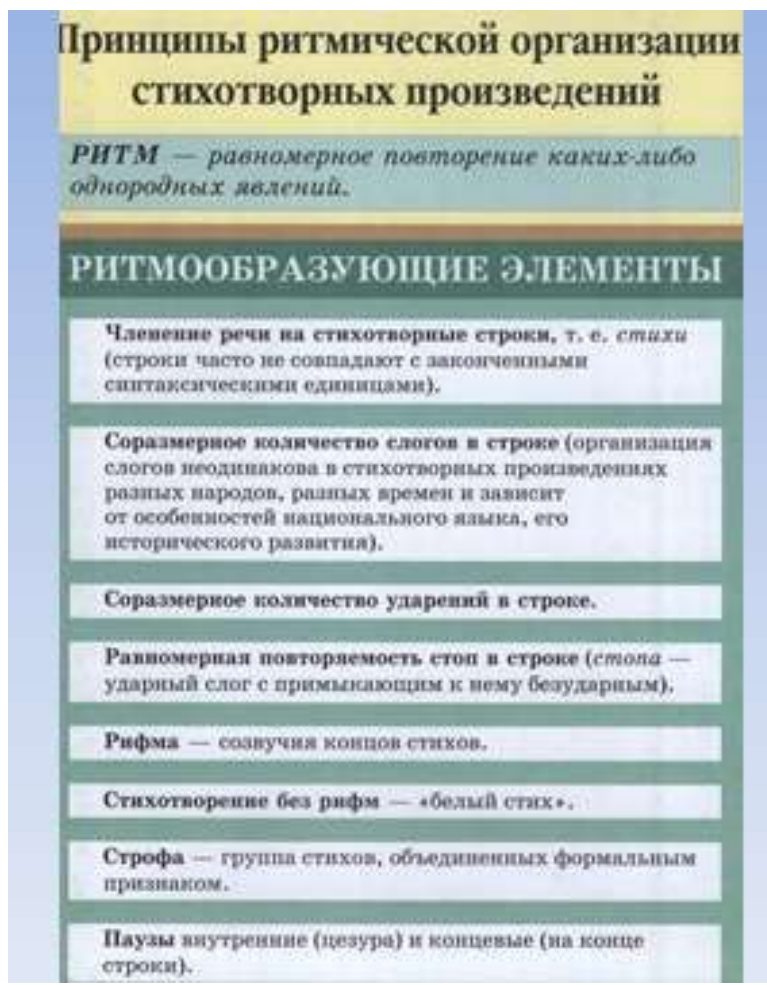 Принципы ритмической организации
стихотворных произведений
РИТМ — равномерное повторение каких-либо
однородных явлений.
РИТМООБРАЗУЮЩИЕ ЭЛЕМЕНТЫ
Членение речи на стихотворные строки, т. е. стихи
(строки часто не совпадают с законченными
синтаксическими единицами).
Соразмерное количество слогов в строке (организация
слогов неодинакова в стихотворных произведениях
разных народов, разных времен и зависит
от особенностей национального языка, его
исторического развития).
Соразмерное количество ударений в строке.
Равномерная повторяемость стоп в строке (стопа —
ударный слог с примыкающим к нему безударным).
Рифма — созвучия концов стихов.
Стихотворение без рифм — «белый стих».
Строфа — группа стихов, объединенных формальным
признаком.
Паузы внутренние (цезура) и концевые (на конце
строки).